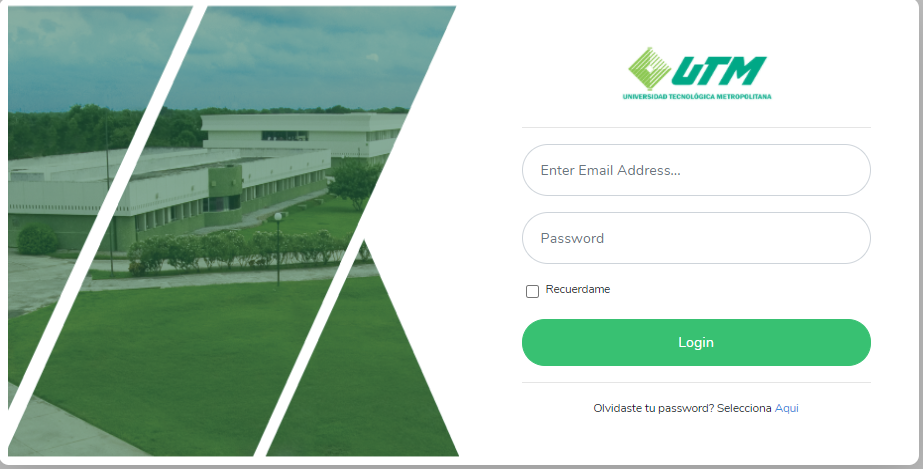 UTM
UNIVERSIDAD TECNOLÓGICA METROPOLITANA
Enter Email Address...
Password
Recuerdame
Login
Olvidaste tu password? Selecciona Aqui